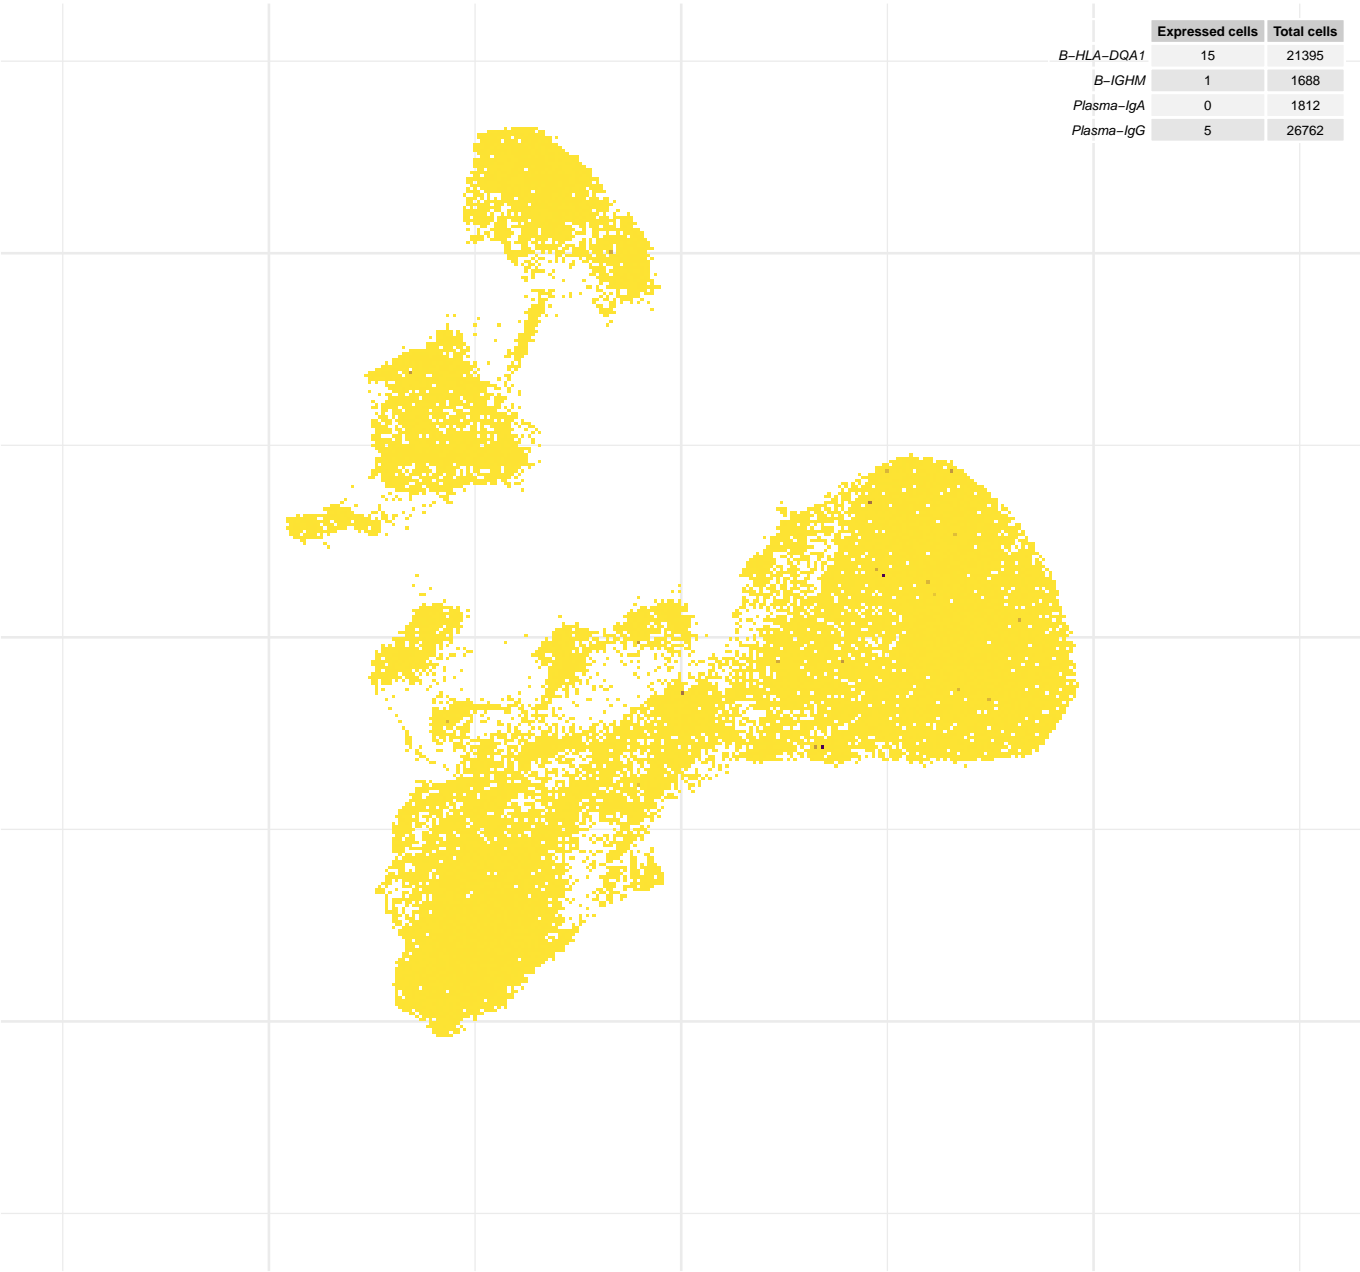 Expressed cells Total cells
B−HLA−DQA1 15 21395
B−IGHM 1 1688
Plasma−IgA 0 1812
Plasma−IgG 5 26762